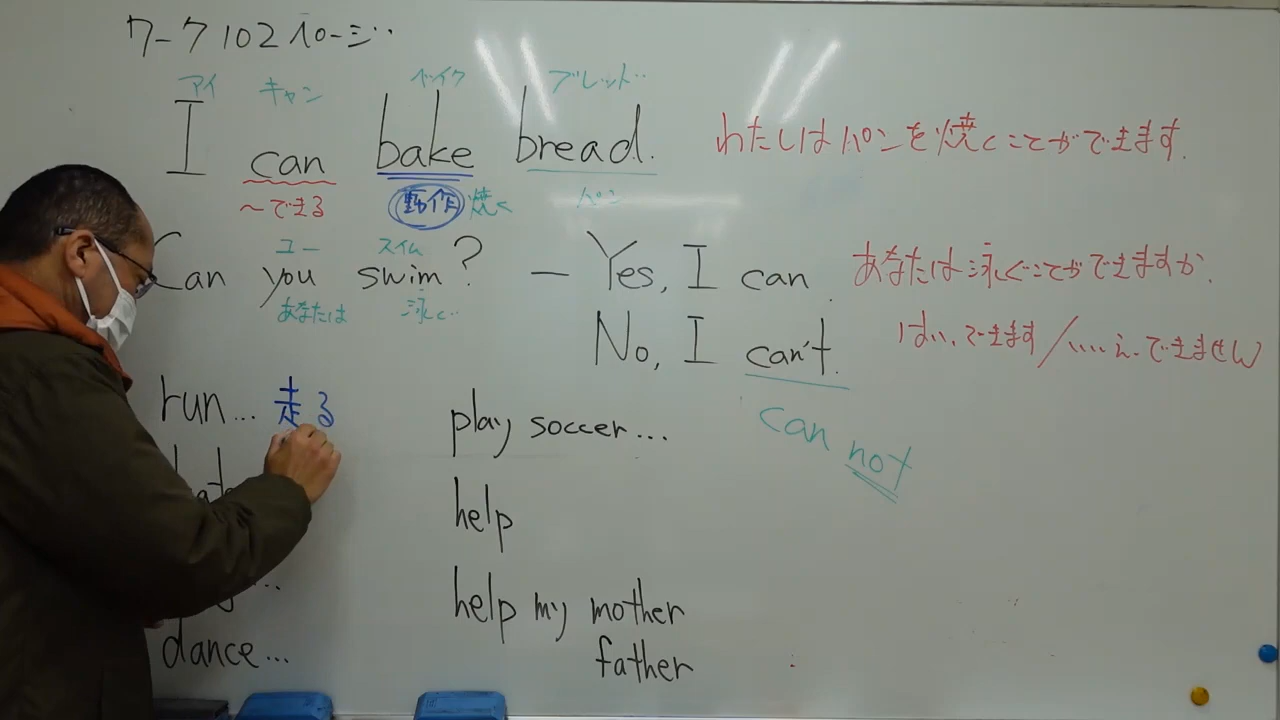 ワーク102ページ
アイ キャン ベイク ブレッド
I can bake bread. わたしはパンを焼くことができます.
〜できる 動作 焼く パン
ユー スイム
Can you swim? — Yes, I can. あなたは泳ぐことができますか.
あなたは 泳ぐ
No, I can't. はい、できます/いいえ、できません
can not
run... 走る play soccer...
help
help my mother
dance... father